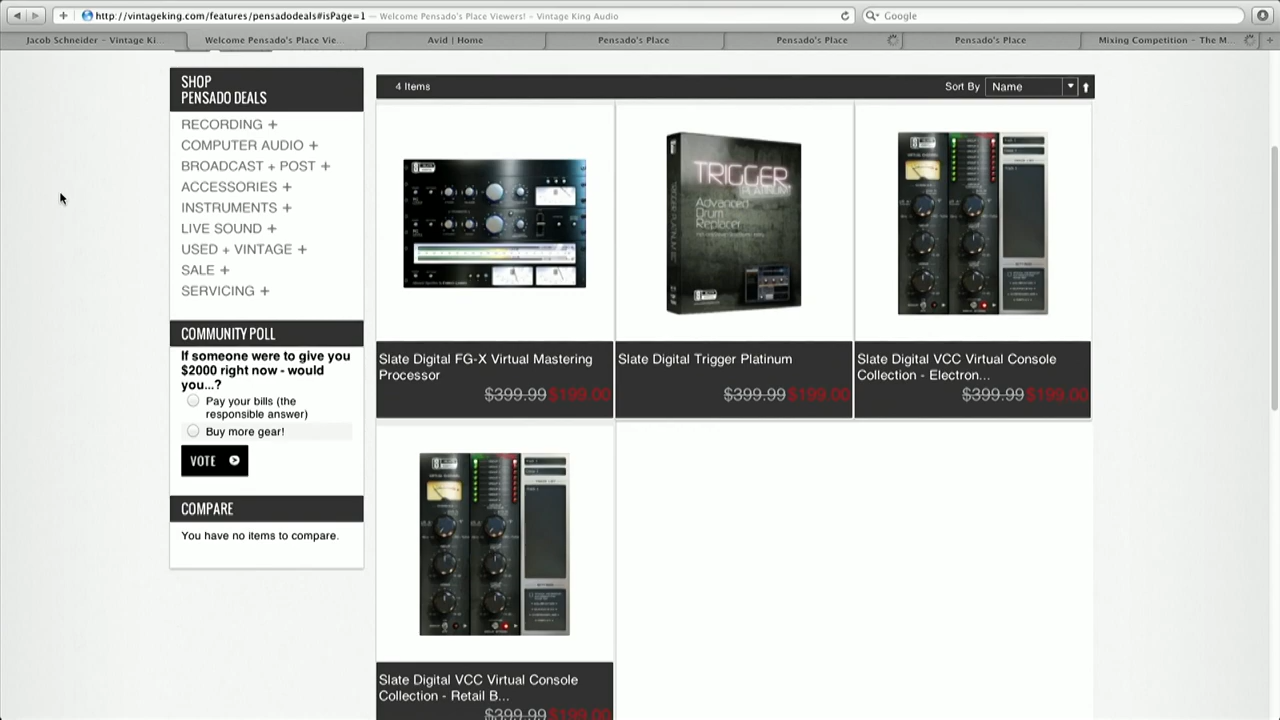 http://vintageking.com/features/pensadodeals#isPage=1 — Welcome Pensado's Place Viewers! – Vintage King Audio
Google
Jacob Schneider – Vintage Ki...
Welcome Pensado's Place Vie...
Avid | Home
Pensado's Place
Pensado's Place
Pensado's Place
Mixing Competition – The M...
SHOP
PENSADO DEALS
RECORDING +
COMPUTER AUDIO +
BROADCAST + POST +
ACCESSORIES +
INSTRUMENTS +
LIVE SOUND +
USED + VINTAGE +
SALE +
SERVICING +
COMMUNITY POLL
If someone were to give you
$2000 right now - would
you...?
Pay your bills (the
responsible answer)
Buy more gear!
VOTE
COMPARE
You have no items to compare.
4 Items
Sort By Name
TRIGGER
PLATINUM
Advanced
Drum
Replacer
Slate Digital FG-X Virtual Mastering
Processor
$399.99 $199.00
Slate Digital Trigger Platinum
$399.99 $199.00
Slate Digital VCC Virtual Console
Collection - Electron...
$399.99 $199.00
Slate Digital VCC Virtual Console
Collection - Retail B...
$399.99 $199.00